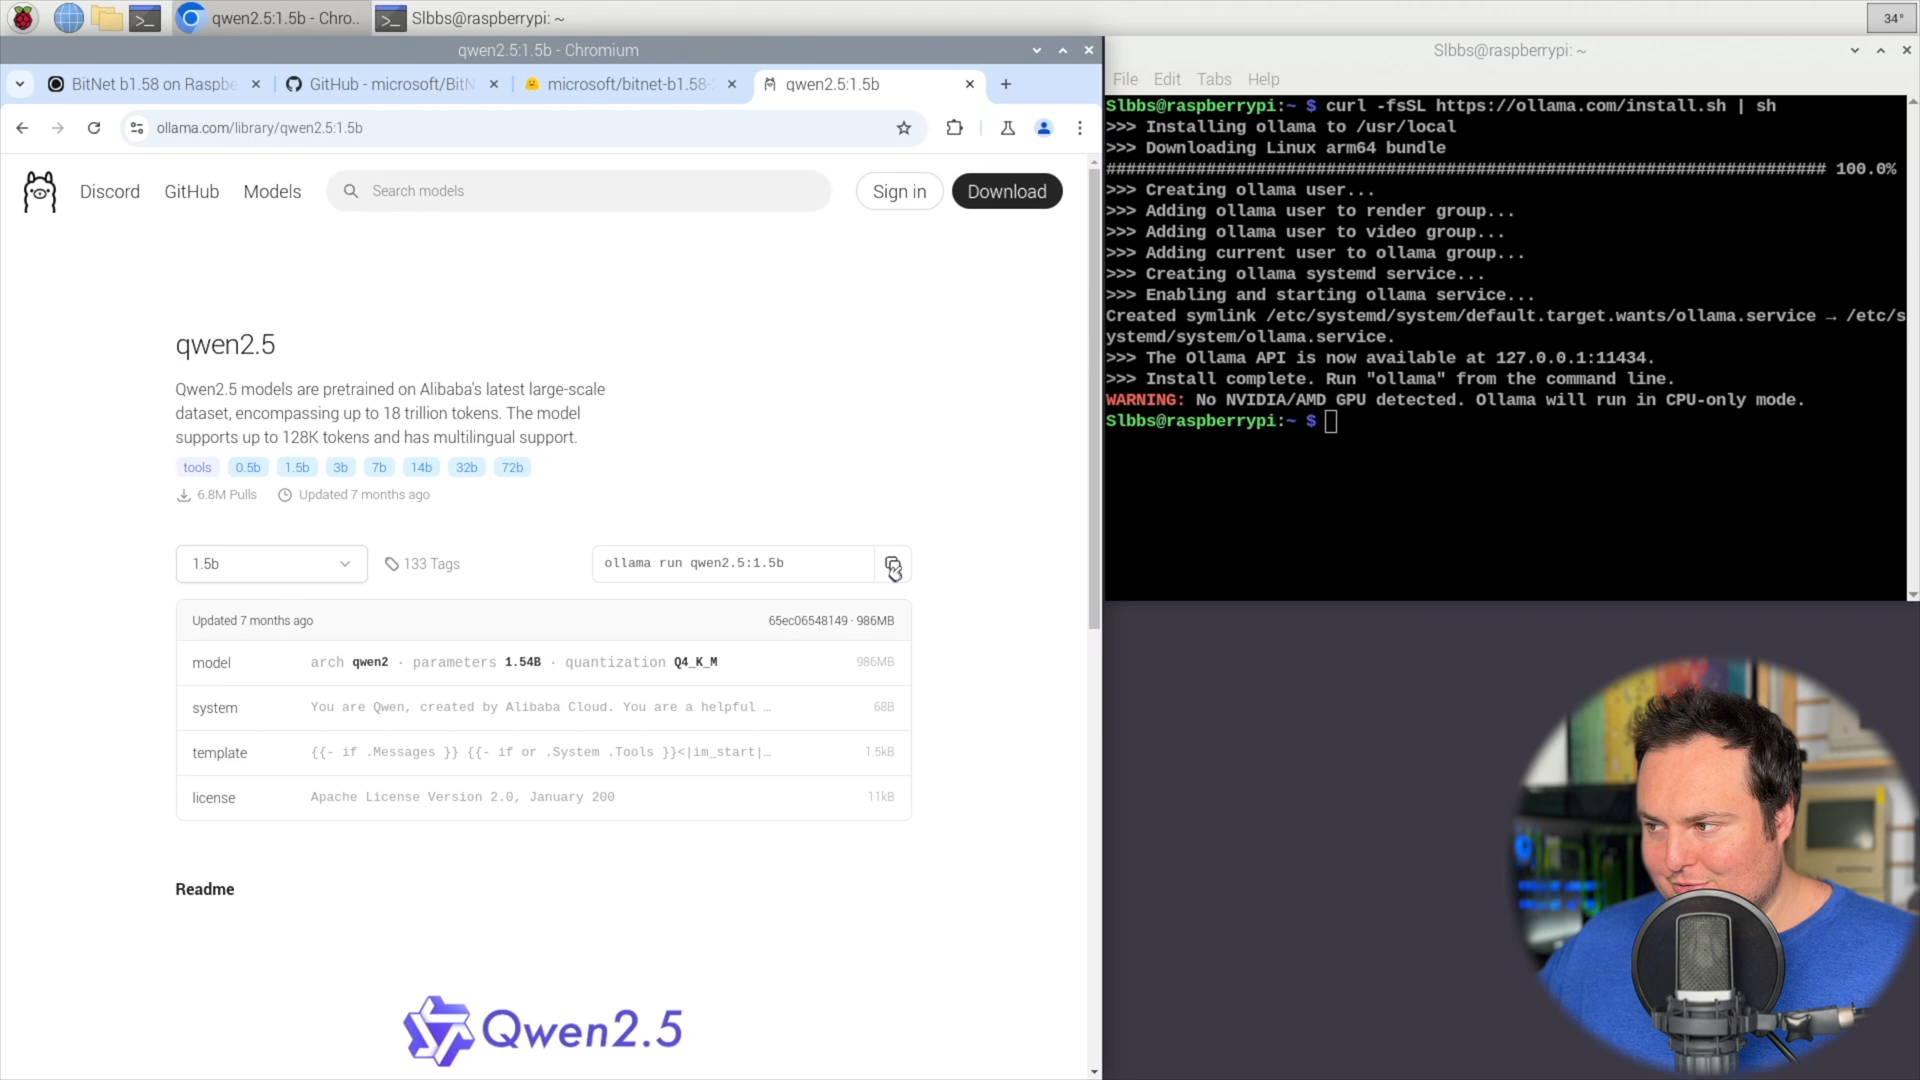 qwen2.5:1.5b - Chro..
Slbbs@raspberrypi: ~
34°
qwen2.5:1.5b - Chromium
BitNet b1.58 on Raspbe
GitHub - microsoft/BitN
microsoft/bitnet-b1.58-
qwen2.5:1.5b
ollama.com/library/qwen2.5:1.5b
Discord
GitHub
Models
Search models
Sign in
Download
qwen2.5
Qwen2.5 models are pretrained on Alibaba's latest large-scale
dataset, encompassing up to 18 trillion tokens. The model
supports up to 128K tokens and has multilingual support.
tools 0.5b 1.5b 3b 7b 14b 32b 72b
6.8M Pulls Updated 7 months ago
1.5b
133 Tags
ollama run qwen2.5:1.5b
Updated 7 months ago
65ec06548149 · 986MB
model arch qwen2 · parameters 1.54B · quantization Q4_K_M 986MB
system You are Qwen, created by Alibaba Cloud. You are a helpful … 68B
template {{- if .Messages }} {{- if or .System .Tools }}<|im_start|… 1.5kB
license Apache License Version 2.0, January 200 11kB
Readme
Qwen2.5
Slbbs@raspberrypi: ~
File Edit Tabs Help
Slbbs@raspberrypi:~ $ curl -fsSL https://ollama.com/install.sh | sh
>>> Installing ollama to /usr/local
>>> Downloading Linux arm64 bundle
######################################################################## 100.0%
>>> Creating ollama user...
>>> Adding ollama user to render group...
>>> Adding ollama user to video group...
>>> Adding current user to ollama group...
>>> Creating ollama systemd service...
>>> Enabling and starting ollama service...
Created symlink /etc/systemd/system/default.target.wants/ollama.service → /etc/s
ystemd/system/ollama.service.
>>> The Ollama API is now available at 127.0.0.1:11434.
>>> Install complete. Run "ollama" from the command line.
WARNING: No NVIDIA/AMD GPU detected. Ollama will run in CPU-only mode.
Slbbs@raspberrypi:~ $